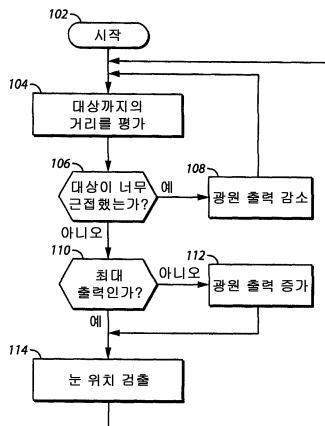 102
시작
104
대상까지의
거리를 평가
106
대상이 너무
근접했는가?
예
108
광원 출력 감소
아니오
110
최대
출력인가?
아니오
112
광원 출력 증가
예
114
눈 위치 검출